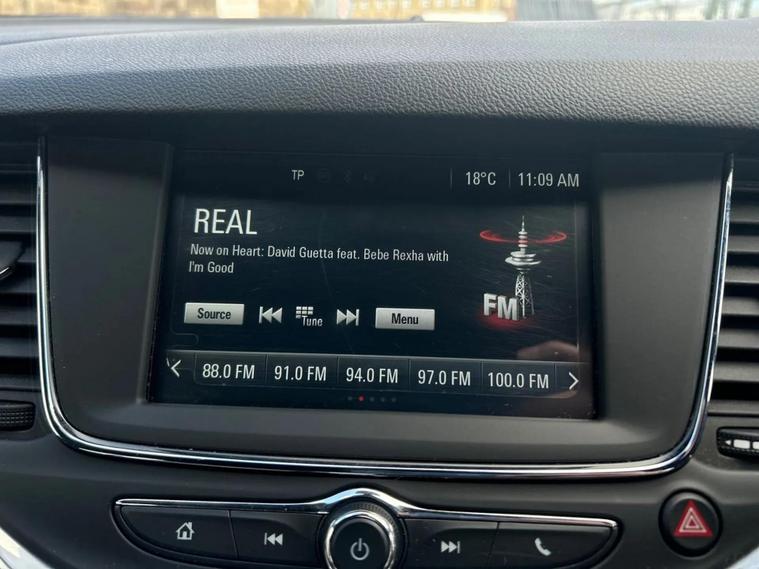 TP
18°C
11:09 AM
REAL
Now on Heart: David Guetta feat. Bebe Rexha with
I'm Good
Source
Tune
Menu
FM
88.0 FM
91.0 FM
94.0 FM
97.0 FM
100.0 FM